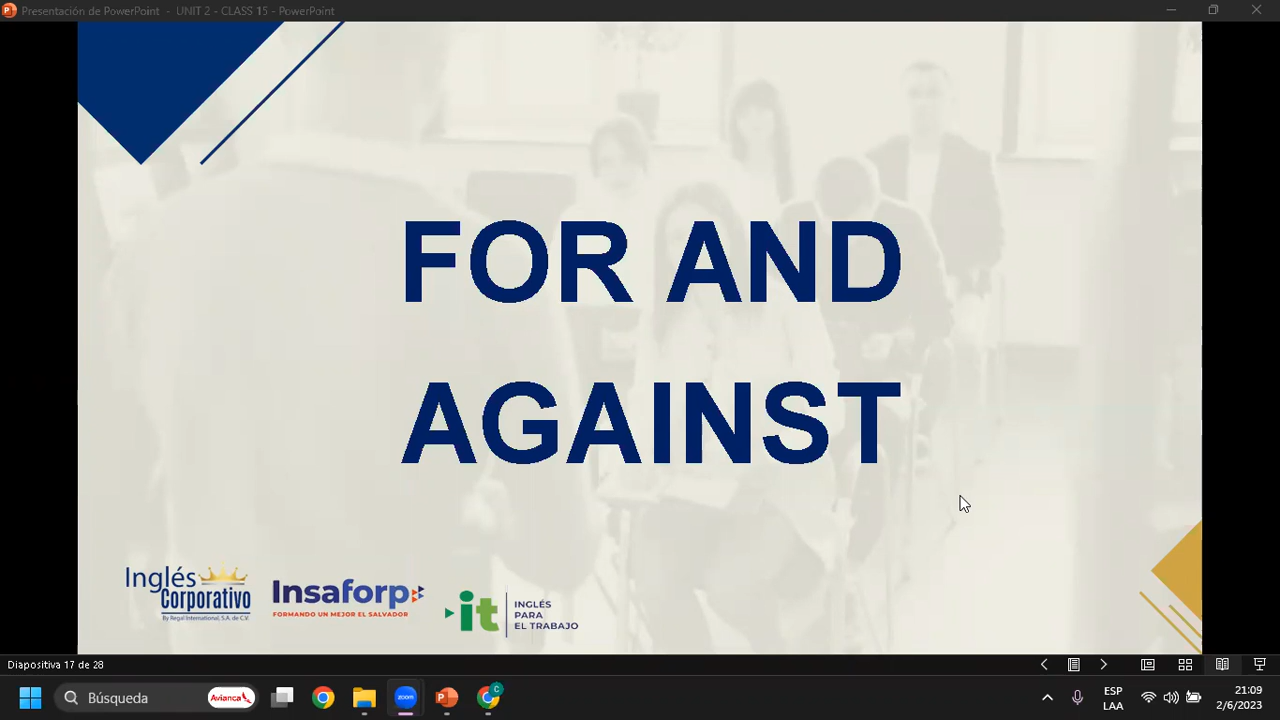 Presentación de PowerPoint - UNIT 2 - CLASS 15 - PowerPoint
FOR AND
AGAINST
Inglés
Corporativo
By Regal International, S.A. de C.V.
Insaforp
FORMANDO UN MEJOR EL SALVADOR
it
INGLÉS
PARA
EL TRABAJO
Diapositiva 17 de 28
Búsqueda
Avianca
zoom
C
ESP
LAA
21:09
2/6/2023